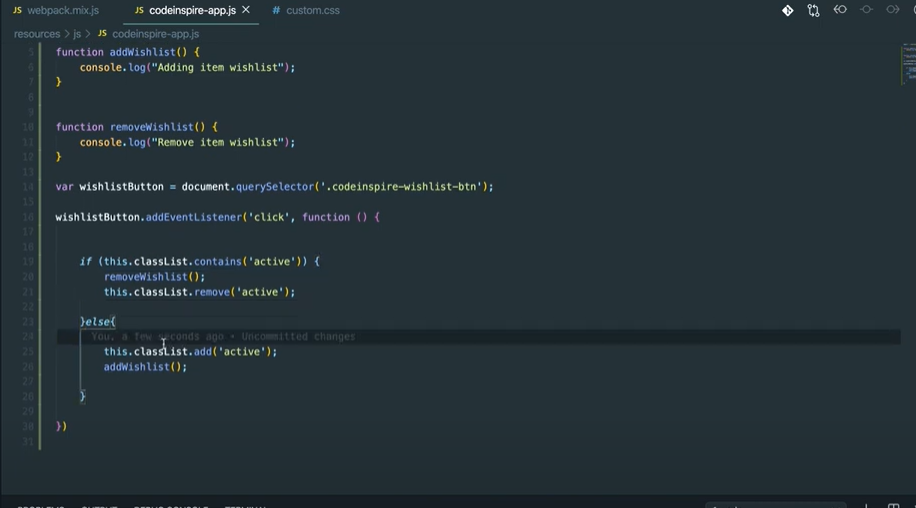 JS webpack.mix.js JS codeinspire-app.js × # custom.css
resources > js > JS codeinspire-app.js
5 function addWishlist() {
6 console.log("Adding item wishlist");
7 }
8
9
10 function removeWishlist() {
11 console.log("Remove item wishlist");
12 }
13
14 var wishlistButton = document.querySelector('.codeinspire-wishlist-btn');
15
16 wishlistButton.addEventListener('click', function () {
17
18
19 if (this.classList.contains('active')) {
20 removeWishlist();
21 this.classList.remove('active');
22
23 }else{
24 You, a few seconds ago • Uncommitted changes
25 this.classList.add('active');
26 addWishlist();
27
28 }
29
30 })
31